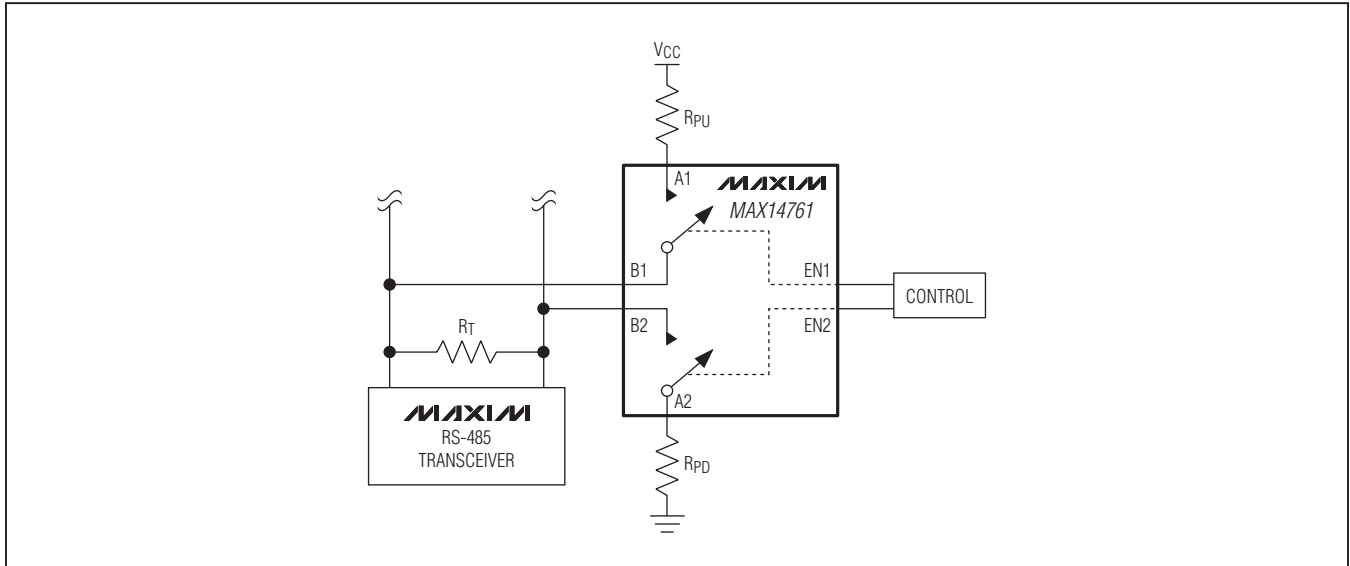 VCC
RPU
A1
MAXIM
MAX14761
B1
EN1
CONTROL
B2
EN2
RT
A2
MAXIM
RS-485
TRANSCEIVER
RPD